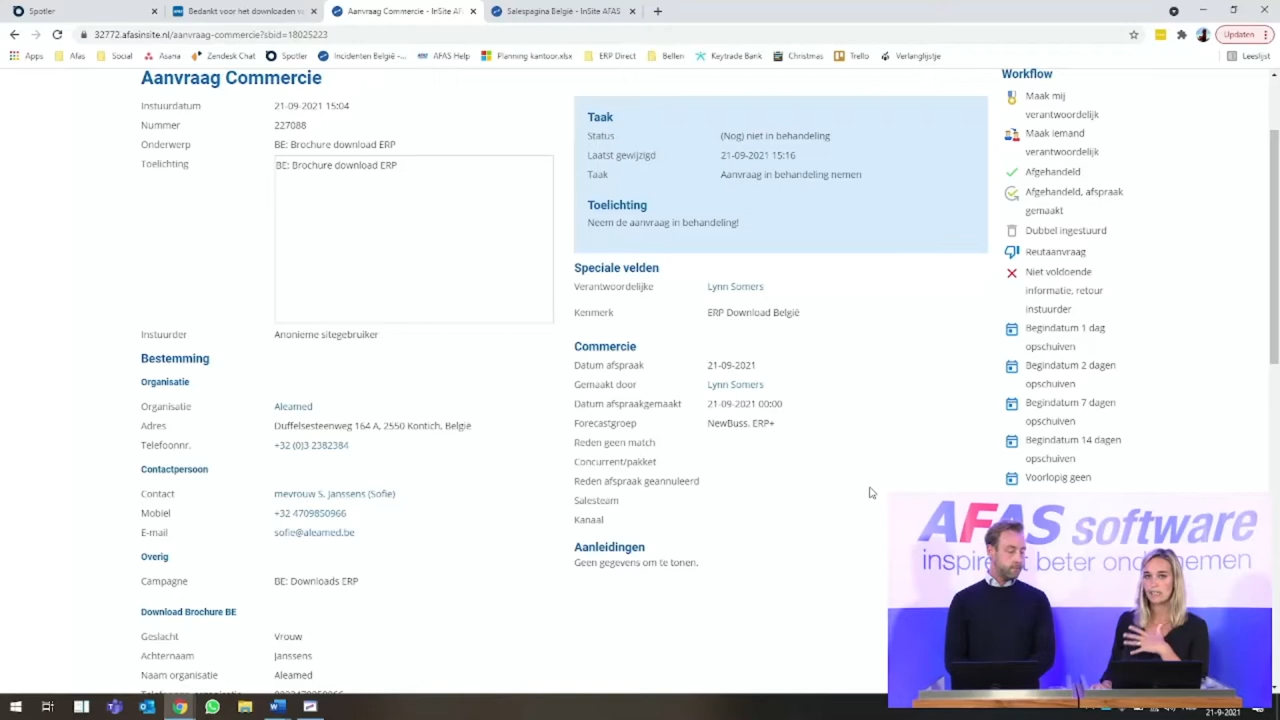 Spotler
Bedankt voor het downloaden
Aanvraag Commercie - InSite AF
Salespagina België - InSite AFAS
32772.afasinsite.nl/aanvraag-commercie?sbid=18025223
Updaten
Apps
Afas
Social
Asana
Zendesk Chat
Spotler
Incidenten België -...
AFAS Help
Planning kantoor.xlsx
ERP Direct
Bellen
Keytrade Bank
Christmas
Trello
Verlanglijstje
Leeslijst
Aanvraag Commercie
Instuurdatum 21-09-2021 15:04
Nummer 227088
Onderwerp BE: Brochure download ERP
Toelichting BE: Brochure download ERP
Instuurder Anonieme sitegebruiker
Bestemming
Organisatie
Organisatie Aleamed
Adres Duffelsesteenweg 164 A, 2550 Kontich, België
Telefoonnr. +32 (0)3 2382384
Contactpersoon
Contact mevrouw S. Janssens (Sofie)
Mobiel +32 4709850966
E-mail sofie@aleamed.be
Overig
Campagne BE: Downloads ERP
Download Brochure BE
Geslacht Vrouw
Achternaam Janssens
Naam organisatie Aleamed
Taak
Status (Nog) niet in behandeling
Laatst gewijzigd 21-09-2021 15:16
Taak Aanvraag in behandeling nemen
Toelichting
Neem de aanvraag in behandeling!
Speciale velden
Verantwoordelijke Lynn Somers
Kenmerk ERP Download België
Commercie
Datum afspraak 21-09-2021
Gemaakt door Lynn Somers
Datum afspraakgemaakt 21-09-2021 00:00
Forecastgroep NewBuss. ERP+
Reden geen match
Concurrent/pakket
Reden afspraak geannuleerd
Salesteam
Kanaal
Aanleidingen
Geen gegevens om te tonen.
Workflow
Maak mij
verantwoordelijk
Maak iemand
verantwoordelijk
Afgehandeld
Afgehandeld, afspraak
gemaakt
Dubbel ingestuurd
Reutaanvraag
Niet voldoende
informatie, retour
instuurder
Begindatum 1 dag
opschuiven
Begindatum 2 dagen
opschuiven
Begindatum 7 dagen
opschuiven
Begindatum 14 dagen
opschuiven
Voorlopig geen
AFAS software
inspireert beter ondernemen
21-9-2021